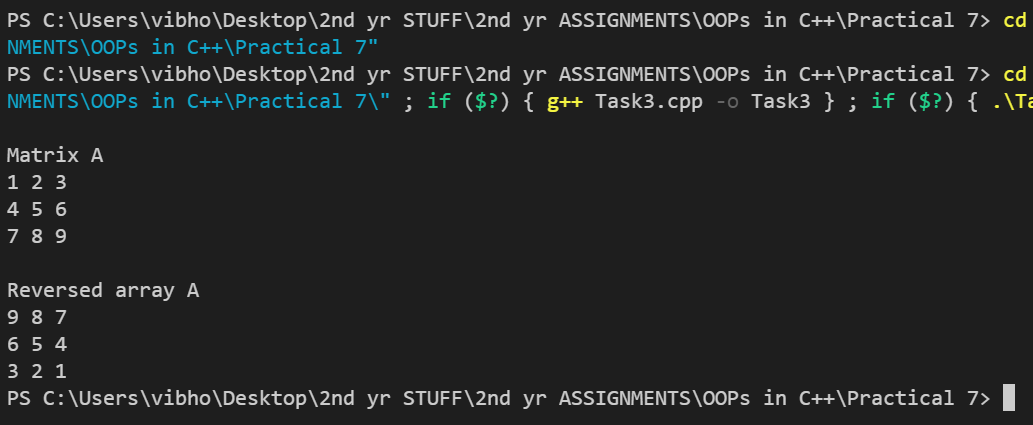 PS C:\Users\vibho\Desktop\2nd yr STUFF\2nd yr ASSIGNMENTS\OOPs in C++\Practical 7> cd
NMENTS\OOPs in C++\Practical 7"
PS C:\Users\vibho\Desktop\2nd yr STUFF\2nd yr ASSIGNMENTS\OOPs in C++\Practical 7> cd
NMENTS\OOPs in C++\Practical 7\" ; if ($?) { g++ Task3.cpp -o Task3 } ; if ($?) { .\Ta
Matrix A
1 2 3
4 5 6
7 8 9
Reversed array A
9 8 7
6 5 4
3 2 1
PS C:\Users\vibho\Desktop\2nd yr STUFF\2nd yr ASSIGNMENTS\OOPs in C++\Practical 7>